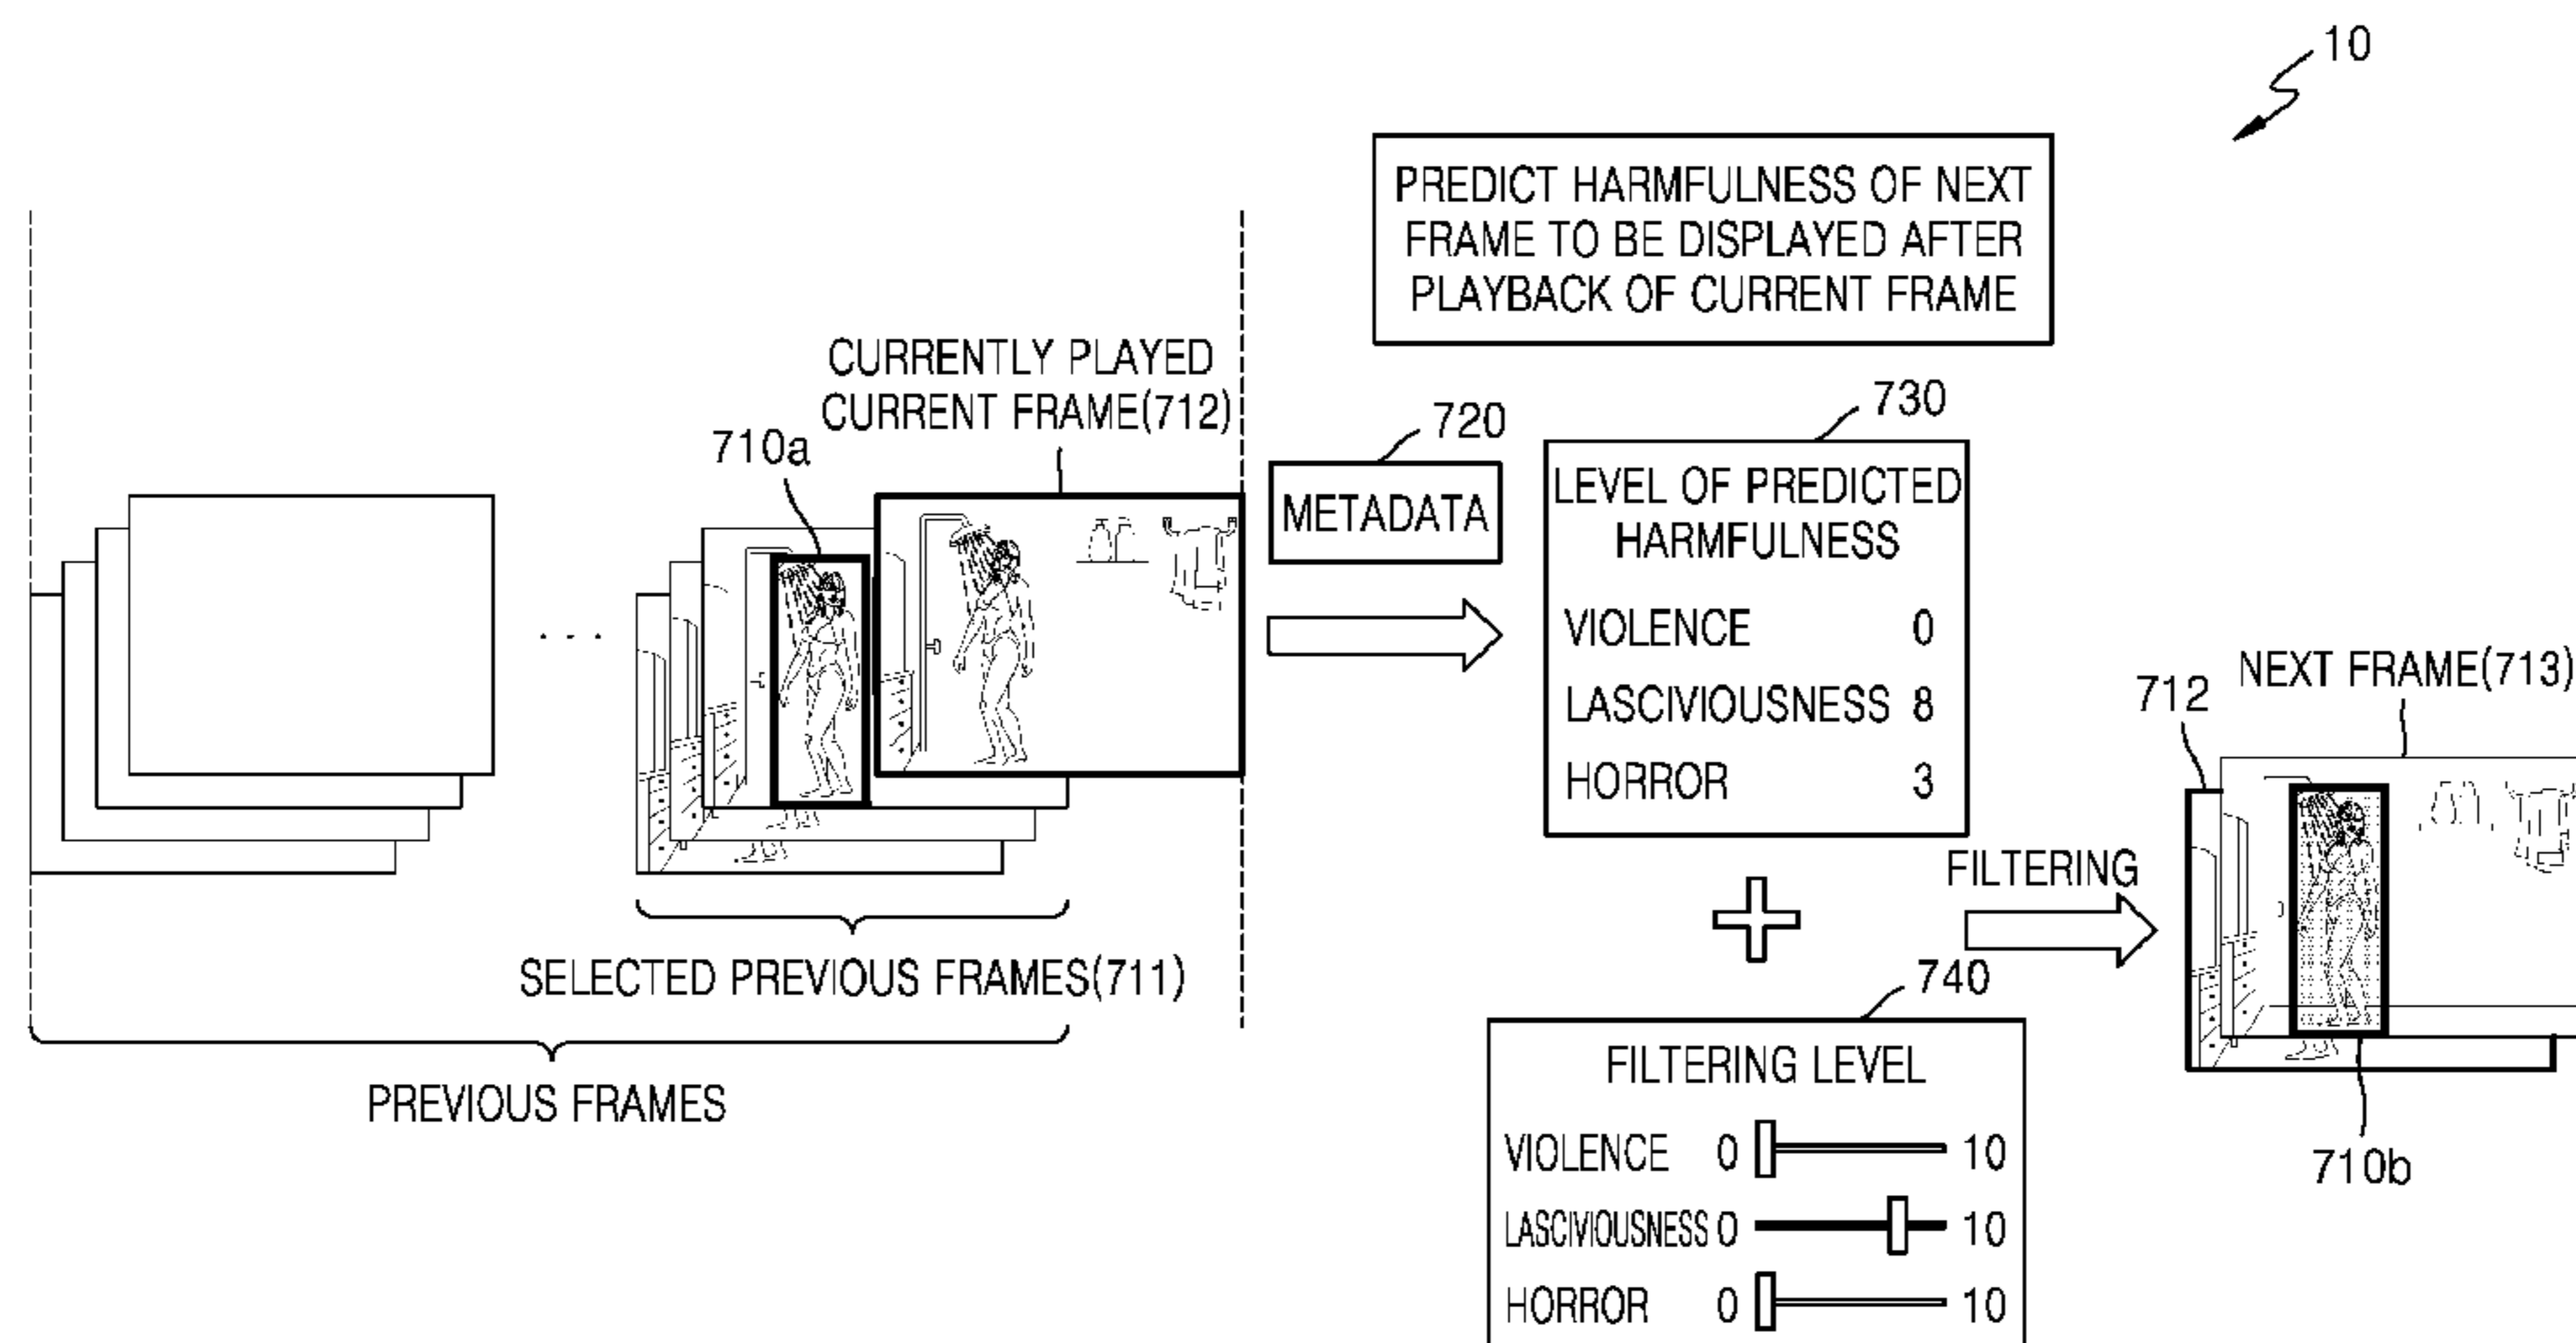 10
PREDICT HARMFULNESS OF NEXT
FRAME TO BE DISPLAYED AFTER
PLAYBACK OF CURRENT FRAME
CURRENTLY PLAYED
CURRENT FRAME(712)
710a
720
METADATA
730
LEVEL OF PREDICTED
HARMFULNESS
VIOLENCE 0
LASCIVIOUSNESS 8
HORROR 3
. . .
SELECTED PREVIOUS FRAMES(711)
PREVIOUS FRAMES
FILTERING
740
FILTERING LEVEL
VIOLENCE 0 10
LASCIVIOUSNESS 0 10
HORROR 0 10
712
NEXT FRAME(713)
710b